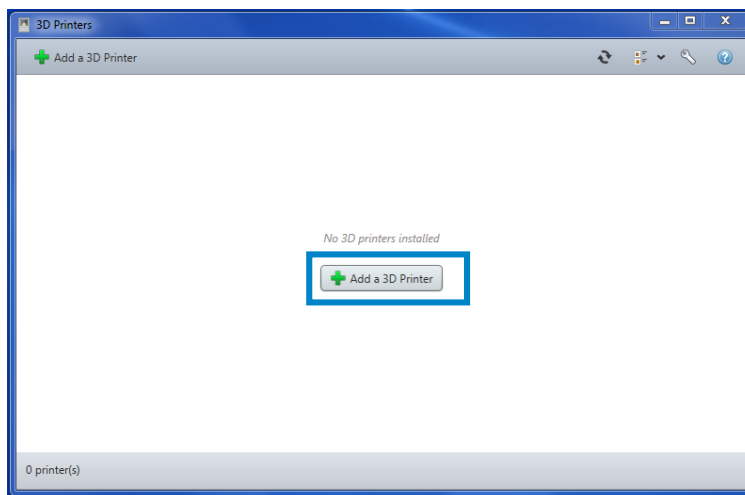 3D Printers
Add a 3D Printer
No 3D printers installed
Add a 3D Printer
0 printer(s)